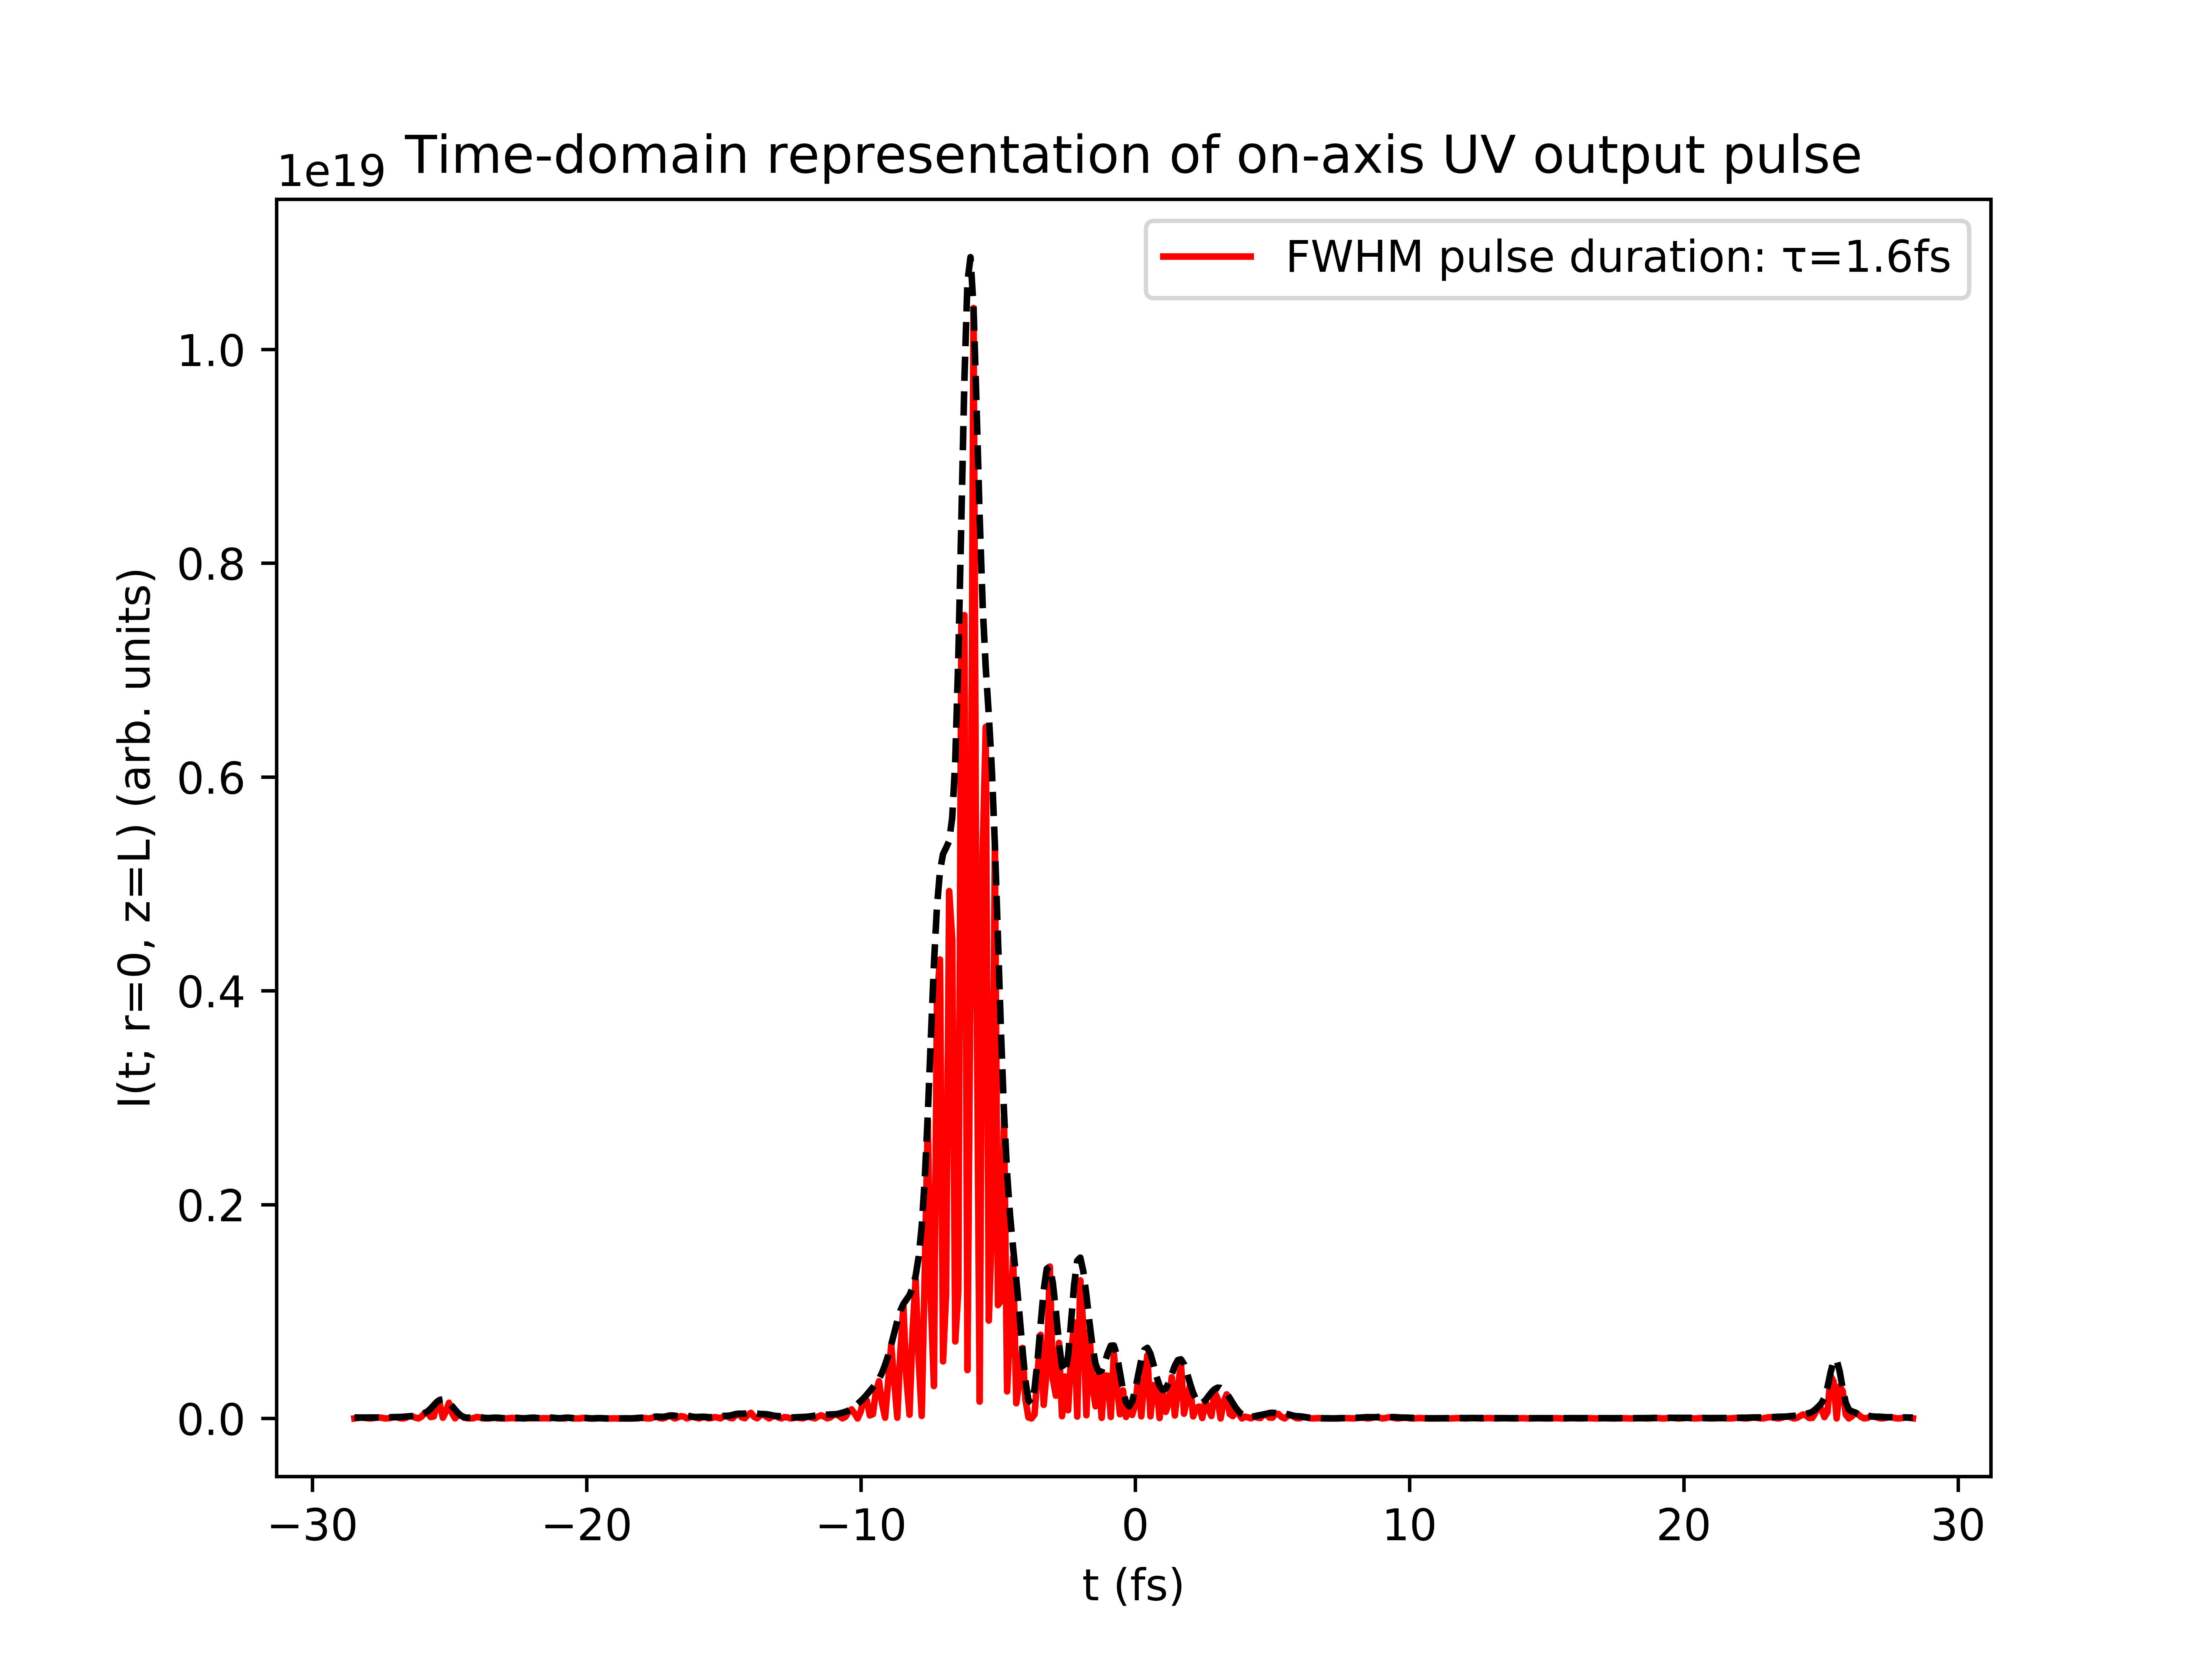 Time-domain representation of on-axis UV output pulse
1e19
FWHM pulse duration: τ=1.6fs
1.0
0.8
0.6
0.4
0.2
0.0
I(t; r=0, z=L) (arb. units)
−30 −20 −10 0 10 20 30
t (fs)